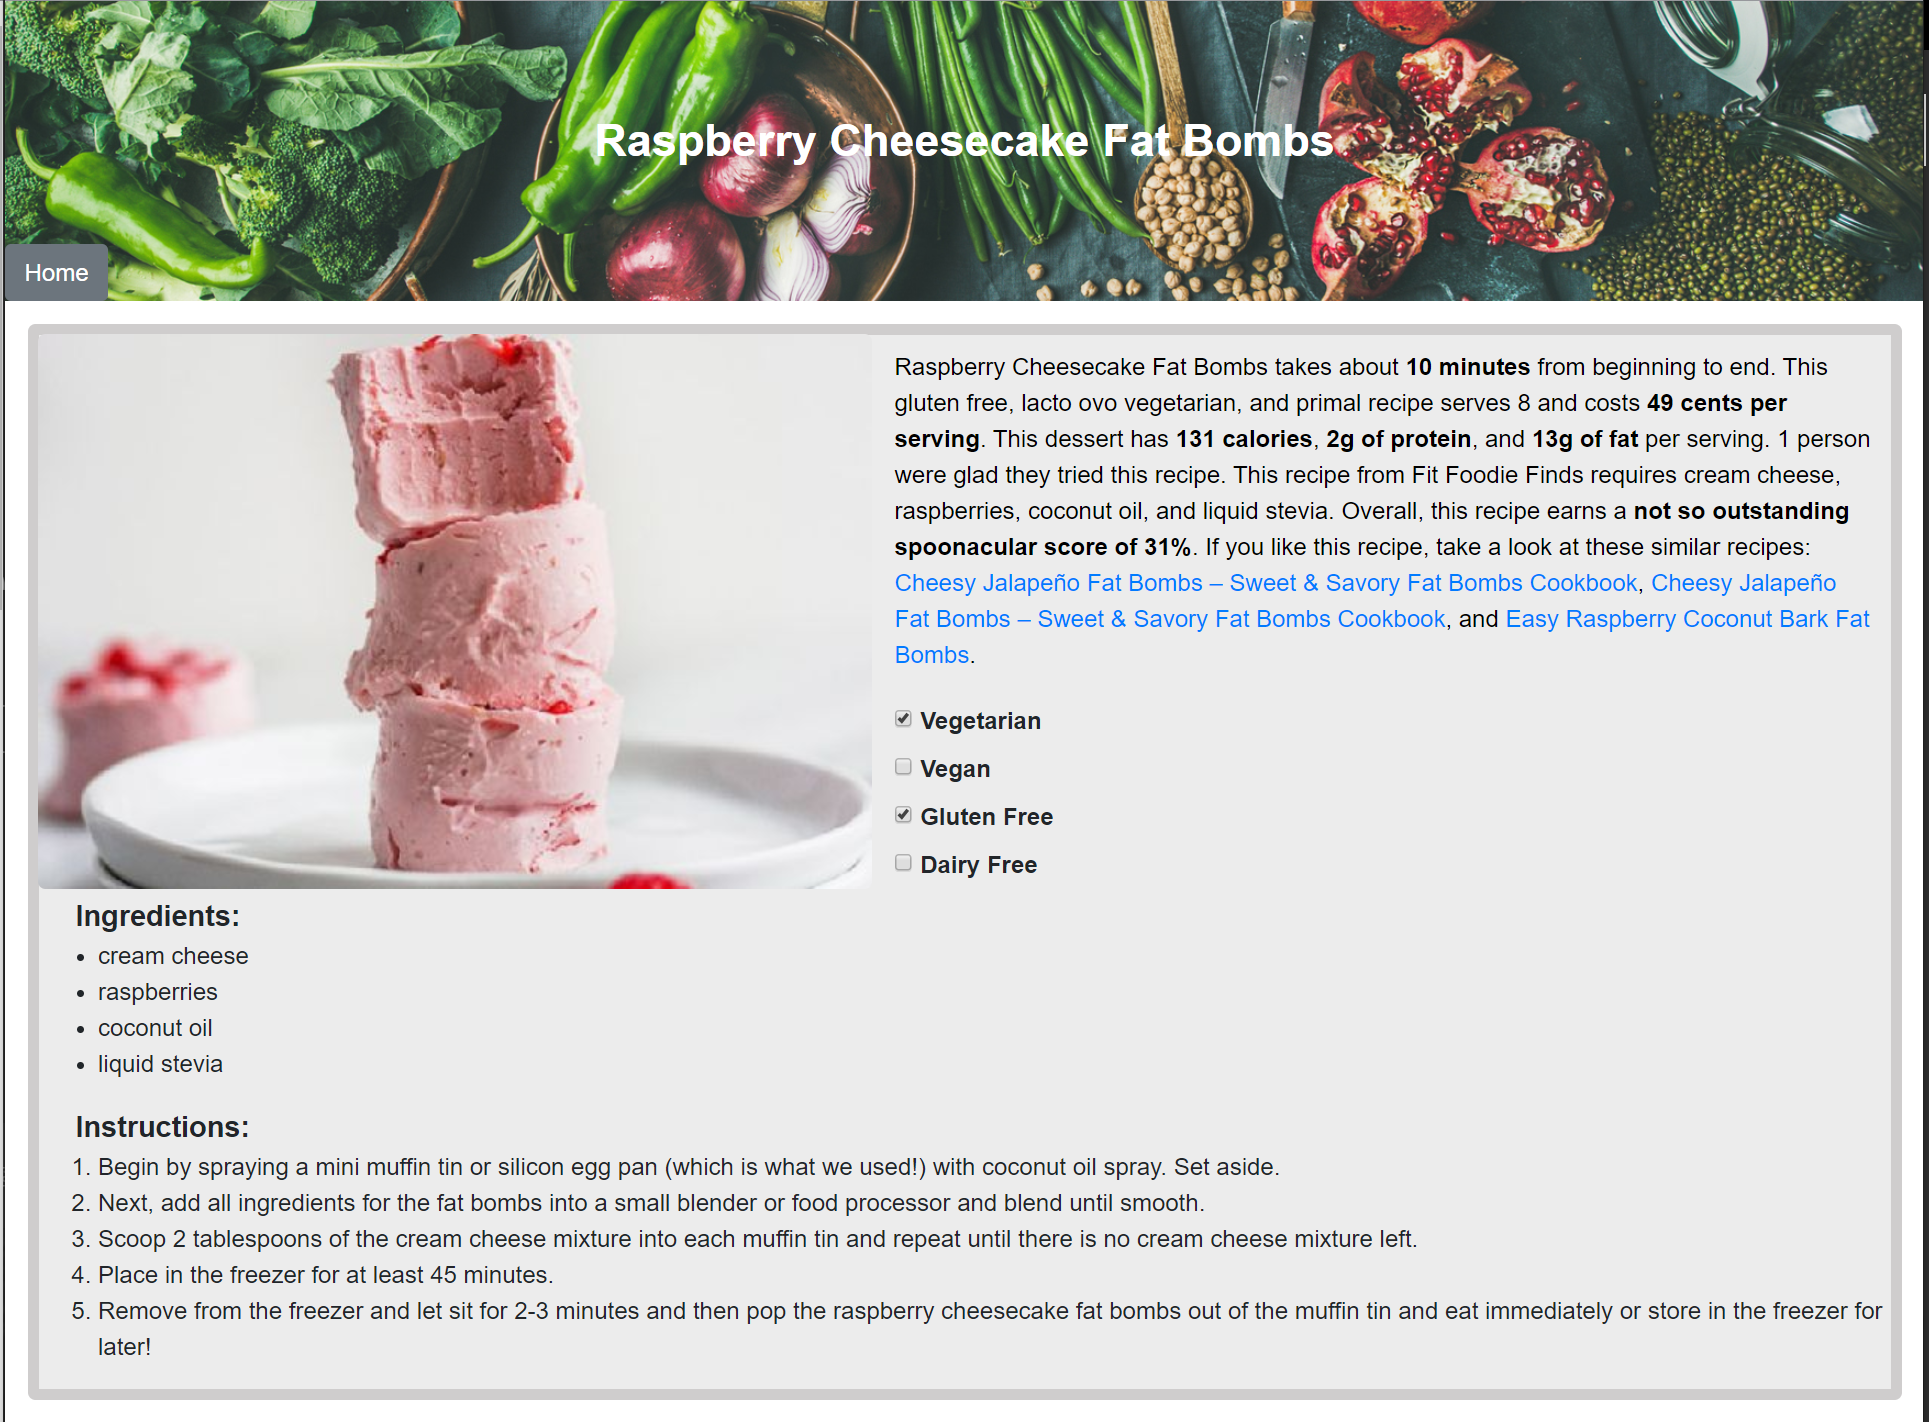 Raspberry Cheesecake Fat Bombs
Home
Raspberry Cheesecake Fat Bombs takes about 10 minutes from beginning to end. This
gluten free, lacto ovo vegetarian, and primal recipe serves 8 and costs 49 cents per
serving. This dessert has 131 calories, 2g of protein, and 13g of fat per serving. 1 person
were glad they tried this recipe. This recipe from Fit Foodie Finds requires cream cheese,
raspberries, coconut oil, and liquid stevia. Overall, this recipe earns a not so outstanding
spoonacular score of 31%. If you like this recipe, take a look at these similar recipes:
Cheesy Jalapeño Fat Bombs – Sweet & Savory Fat Bombs Cookbook, Cheesy Jalapeño
Fat Bombs – Sweet & Savory Fat Bombs Cookbook, and Easy Raspberry Coconut Bark Fat
Bombs.
Vegetarian
Vegan
Gluten Free
Dairy Free
Ingredients:
• cream cheese
• raspberries
• coconut oil
• liquid stevia
Instructions:
1. Begin by spraying a mini muffin tin or silicon egg pan (which is what we used!) with coconut oil spray. Set aside.
2. Next, add all ingredients for the fat bombs into a small blender or food processor and blend until smooth.
3. Scoop 2 tablespoons of the cream cheese mixture into each muffin tin and repeat until there is no cream cheese mixture left.
4. Place in the freezer for at least 45 minutes.
5. Remove from the freezer and let sit for 2-3 minutes and then pop the raspberry cheesecake fat bombs out of the muffin tin and eat immediately or store in the freezer for
later!